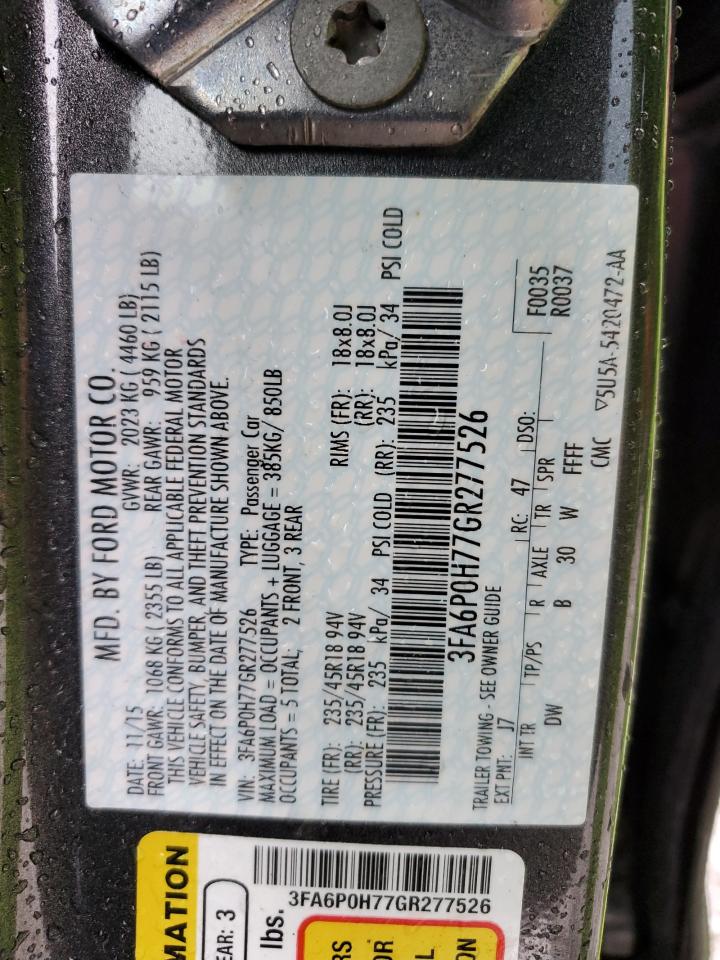 MFD. BY FORD MOTOR CO.
DATE: 11/15 GVWR: 2023 KG ( 4460 LB)
FRONT GAWR: 1068 KG ( 2355 LB) REAR GAWR: 959 KG ( 2115 LB)
THIS VEHICLE CONFORMS TO ALL APPLICABLE FEDERAL MOTOR
VEHICLE SAFETY, BUMPER, AND THEFT PREVENTION STANDARDS
IN EFFECT ON THE DATE OF MANUFACTURE SHOWN ABOVE.
VIN: 3FA6P0H77GR277526 TYPE: Passenger Car
MAXIMUM LOAD = OCCUPANTS + LUGGAGE = 385KG/ 850LB
OCCUPANTS = 5 TOTAL; 2 FRONT, 3 REAR
TIRE (FR): 235/45R18 94V RIMS (FR): 18x8.0J
(RR): 235/45R18 94V (RR): 18x8.0J
PRESSURE (FR): 235 kPa/ 34 PSI COLD (RR): 235 kPa/ 34 PSI COLD
3FA6P0H77GR277526
TRAILER TOWING - SEE OWNER GUIDE
EXT PNT: J7 RC: 47 DSO: F0035
R0037
INT TR TP/PS R AXLE TR SPR
DW B 30 W FFFF
CMC ▽5U5A-5420472-AA
MATION
EAR: 3
lbs.
3FA6P0H77GR277526
RS
OR
L
ON